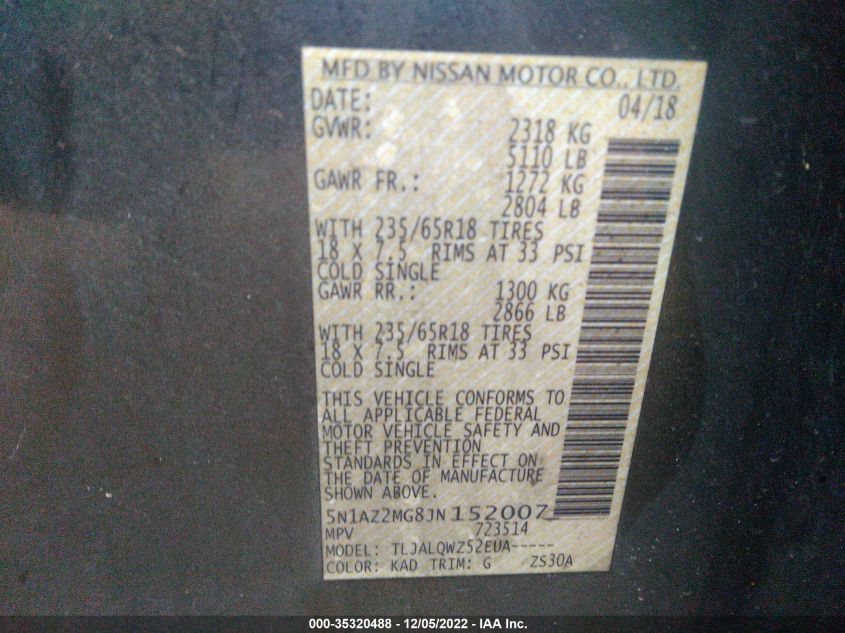 MFD BY NISSAN MOTOR CO., LTD.
DATE: 04/18
GVWR: 2318 KG
5110 LB
GAWR FR.: 1272 KG
2804 LB
WITH 235/65R18 TIRES
18 X 7.5 RIMS AT 33 PSI
COLD SINGLE
GAWR RR.: 1300 KG
2866 LB
WITH 235/65R18 TIRES
18 X 7.5 RIMS AT 33 PSI
COLD SINGLE
THIS VEHICLE CONFORMS TO
ALL APPLICABLE FEDERAL
MOTOR VEHICLE SAFETY AND
THEFT PREVENTION
STANDARDS IN EFFECT ON
THE DATE OF MANUFACTURE
SHOWN ABOVE.
5N1AZ2MG8JN152007
MPV 723514
MODEL: TLJALQWZ52EUA-----
COLOR: KAD TRIM: G ZS30A
000-35320488 - 12/05/2022 - IAA Inc.